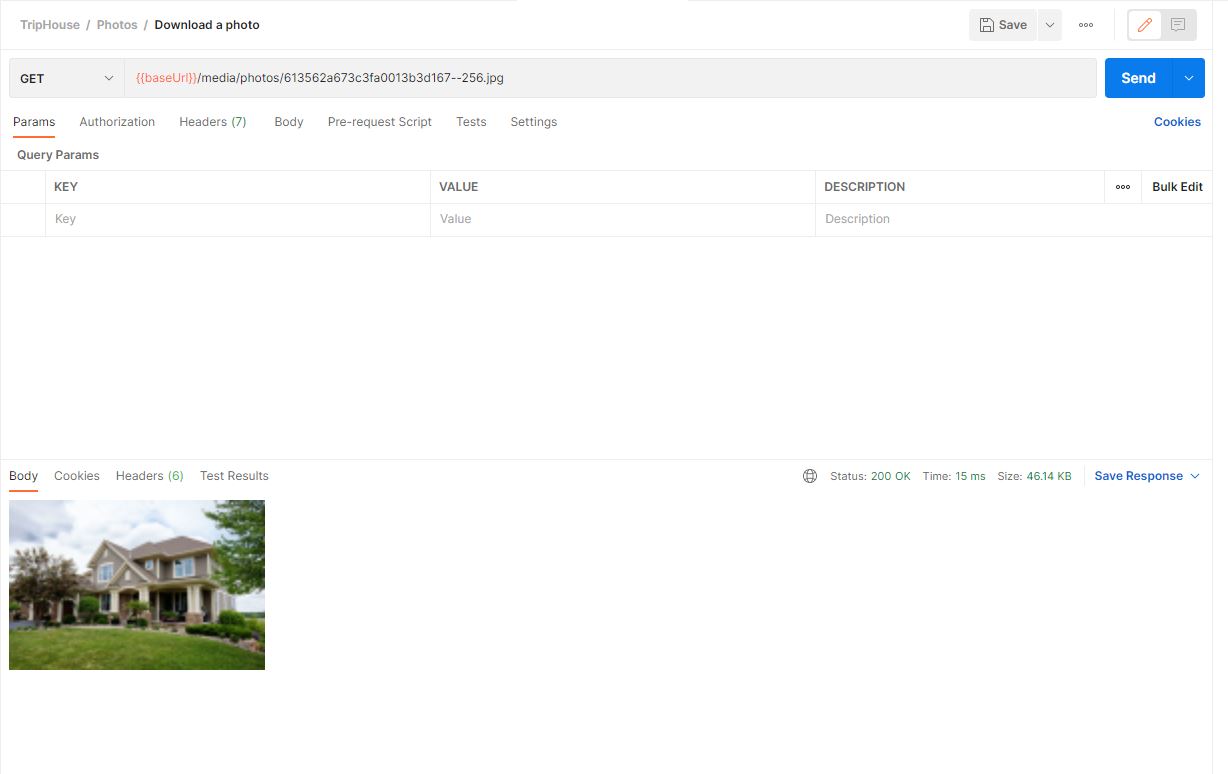 TripHouse / Photos / Download a photo
Save
GET
{{baseUrl}}/media/photos/613562a673c3fa0013b3d167--256.jpg
Send
Params Authorization Headers (7) Body Pre-request Script Tests Settings Cookies
Query Params
KEY VALUE DESCRIPTION Bulk Edit
Key Value Description
Body Cookies Headers (6) Test Results Status: 200 OK Time: 15 ms Size: 46.14 KB Save Response